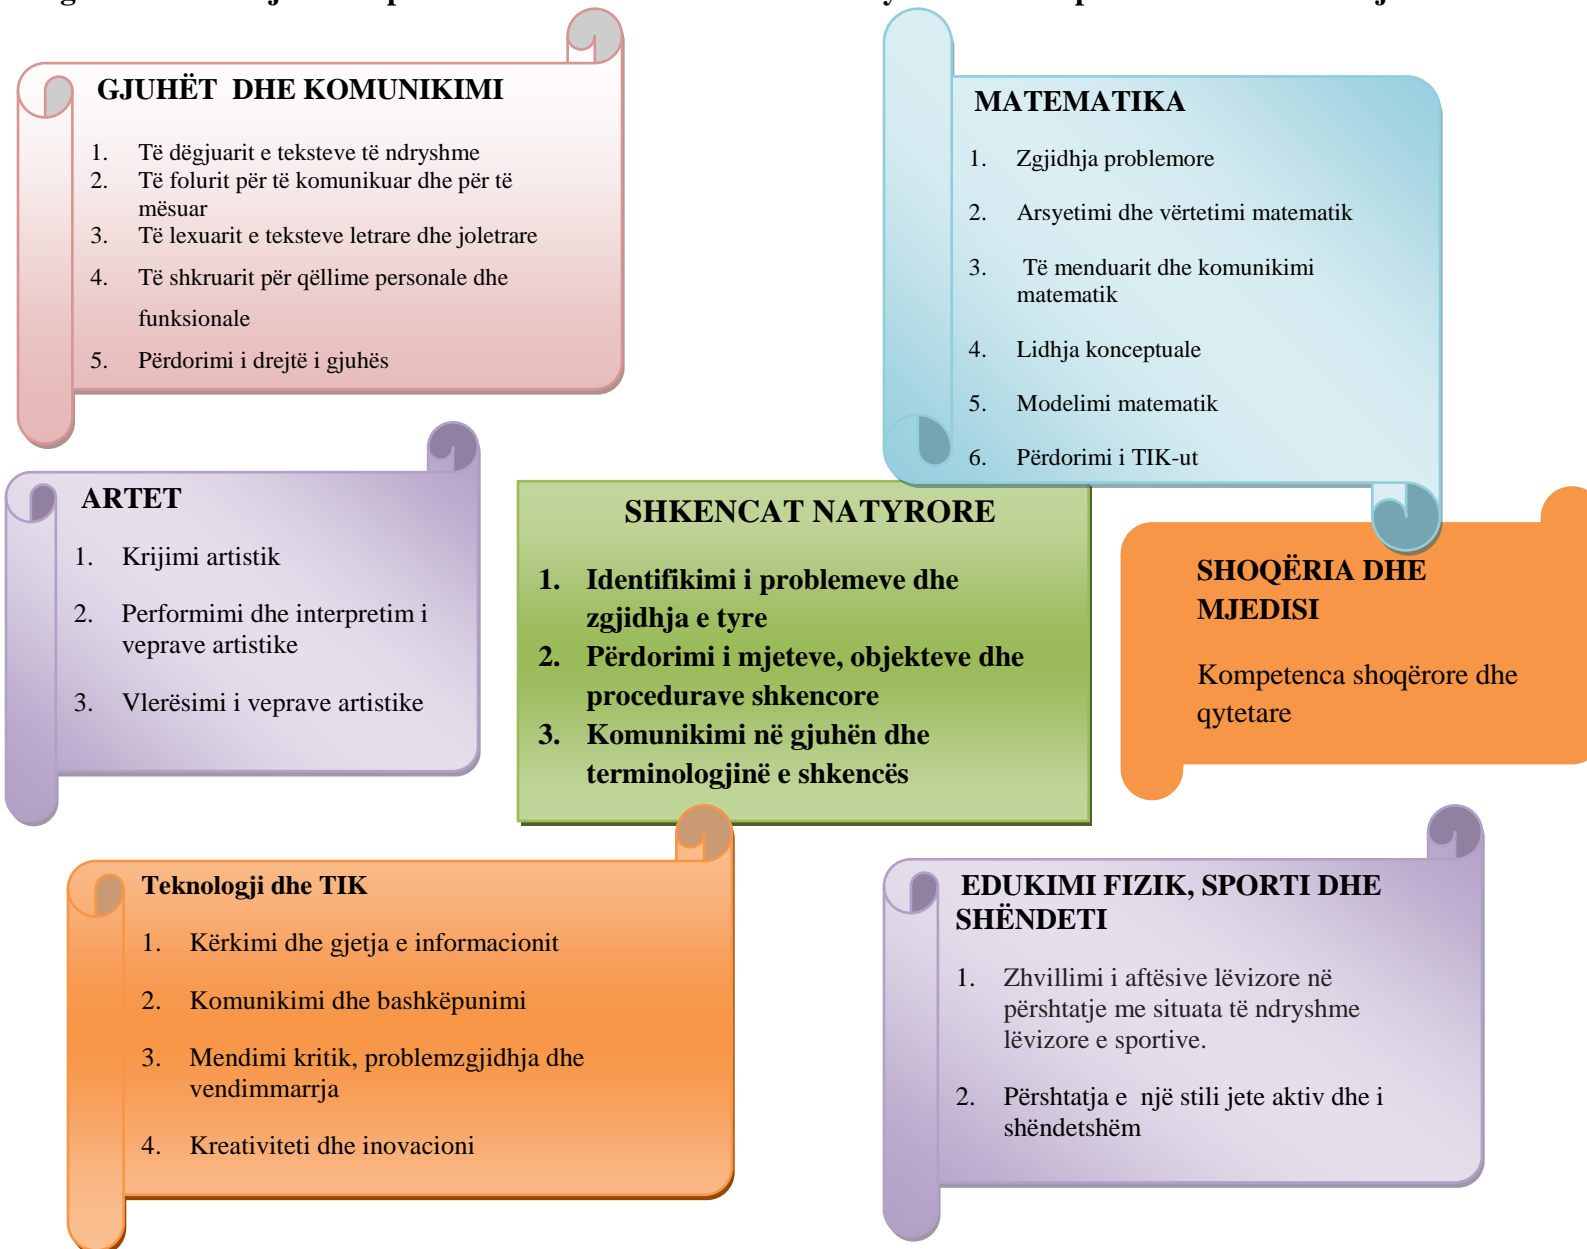 GJUHËT DHE KOMUNIKIMI
1. Të dëgjuarit e teksteve të ndryshme
2. Të folurit për të komunikuar dhe për të
mësuar
3. Të lexuarit e teksteve letrare dhe joletrare
4. Të shkruarit për qëllime personale dhe
funksionale
5. Përdorimi i drejtë i gjuhës
MATEMATIKA
1. Zgjidhja problemore
2. Arsyetimi dhe vërtetimi matematik
3. Të menduarit dhe komunikimi
matematik
4. Lidhja konceptuale
5. Modelimi matematik
6. Përdorimi i TIK-ut
ARTET
1. Krijimi artistik
2. Performimi dhe interpretim i
veprave artistike
3. Vlerësimi i veprave artistike
SHKENCAT NATYRORE
1. Identifikimi i problemeve dhe
zgjidhja e tyre
2. Përdorimi i mjeteve, objekteve dhe
procedurave shkencore
3. Komunikimi në gjuhën dhe
terminologjinë e shkencës
SHOQËRIA DHE
MJEDISI
Kompetenca shoqërore dhe
qytetare
Teknologji dhe TIK
1. Kërkimi dhe gjetja e informacionit
2. Komunikimi dhe bashkëpunimi
3. Mendimi kritik, problemzgjidhja dhe
vendimmarrja
4. Kreativiteti dhe inovacioni
EDUKIMI FIZIK, SPORTI DHE
SHËNDETI
1. Zhvillimi i aftësive lëvizore në
përshtatje me situata të ndryshme
lëvizore e sportive.
2. Përshtatja e një stili jete aktiv dhe i
shëndetshëm